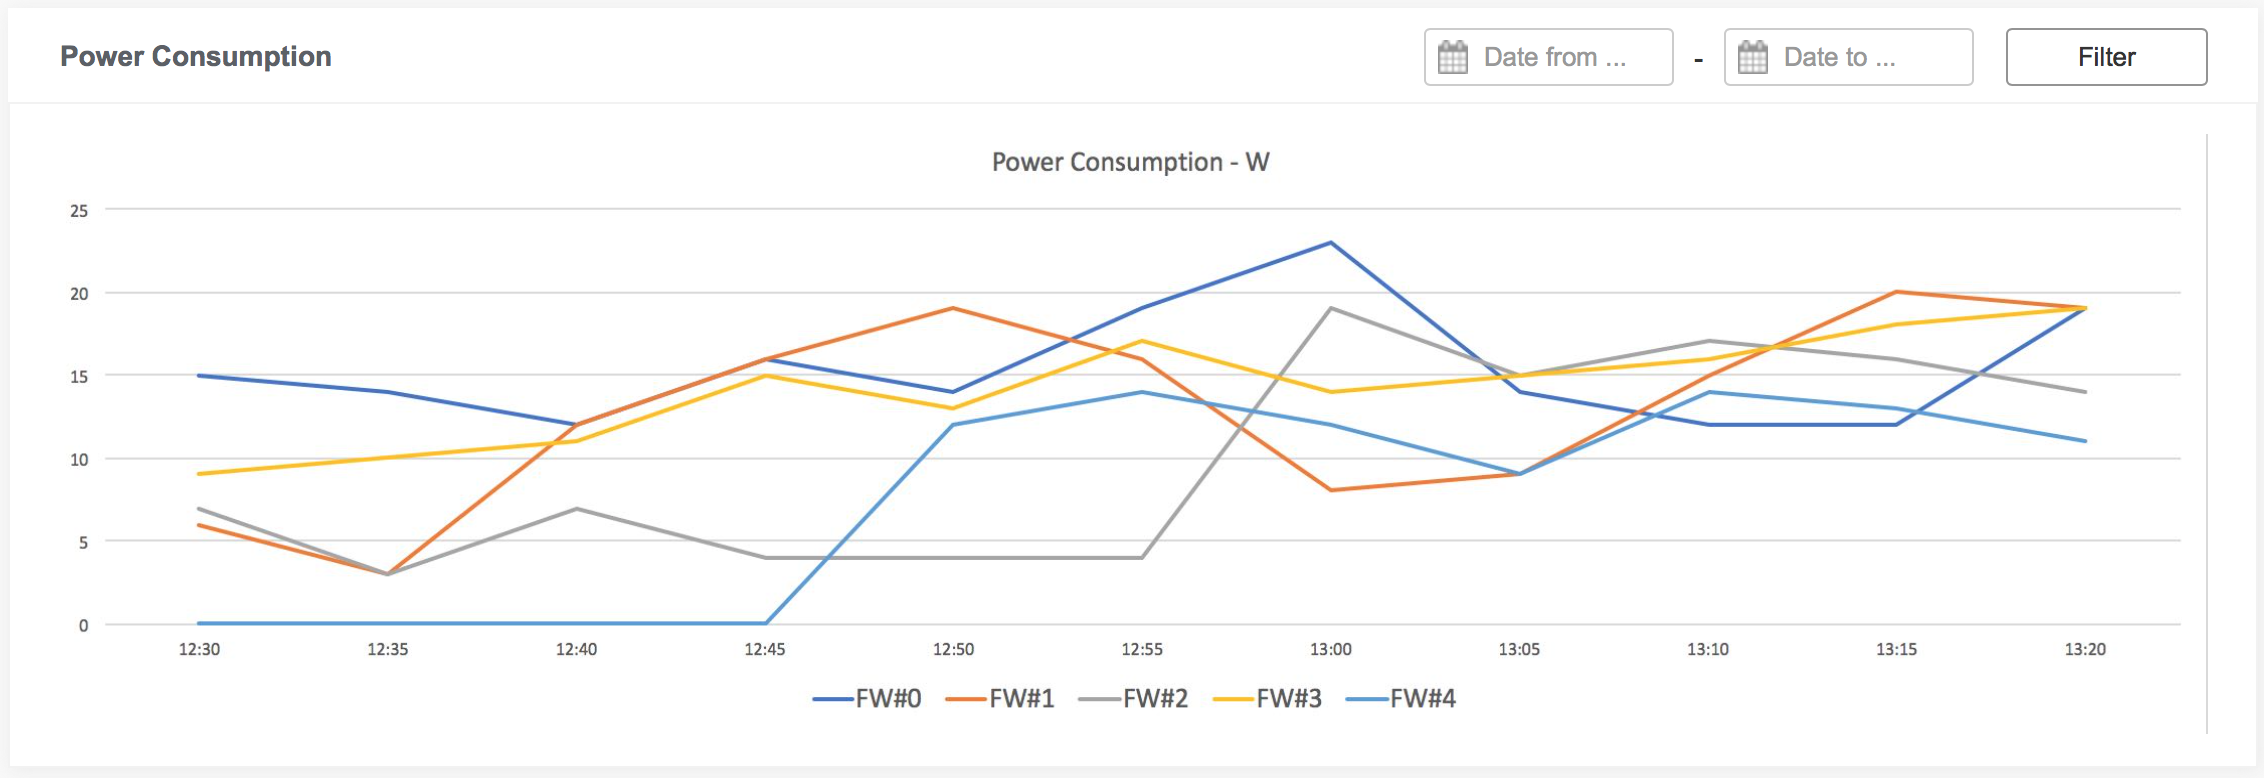 Power Consumption
Date from ...
-
Date to ...
Filter
Power Consumption - W
25
20
15
10
5
0
12:30 12:35 12:40 12:45 12:50 12:55 13:00 13:05 13:10 13:15 13:20
FW#0 FW#1 FW#2 FW#3 FW#4